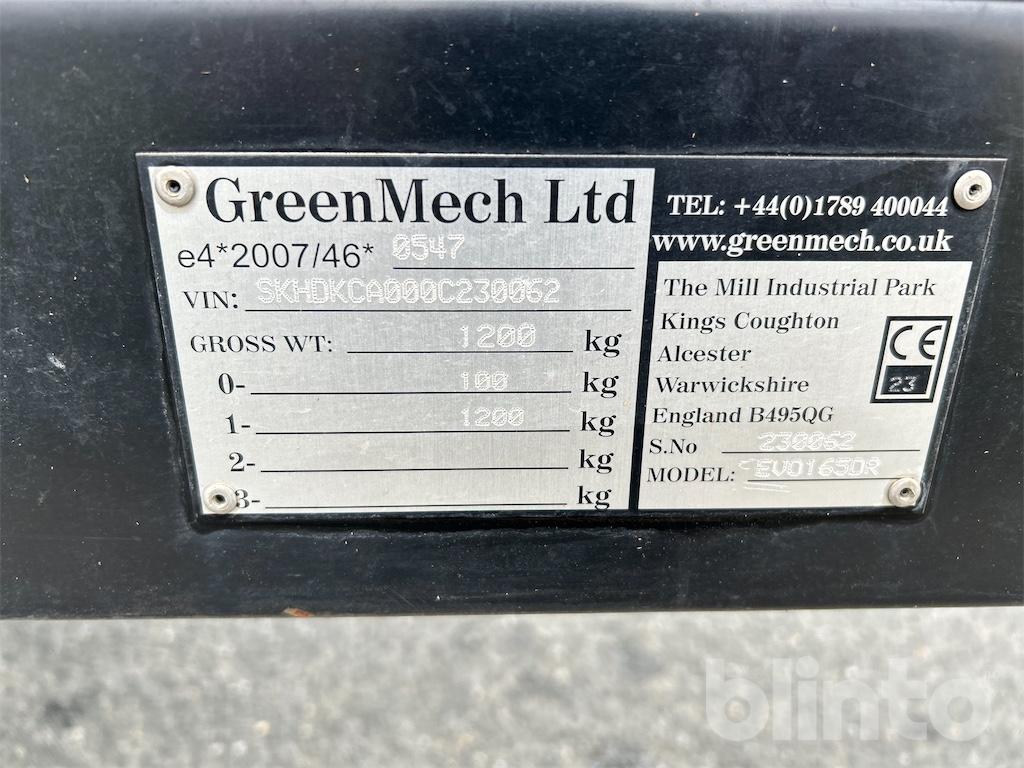 GreenMech Ltd
e4*2007/46* 0547
VIN: SKHDKCA000C230062
GROSS WT: 1200 kg
0- 100 kg
1- 1200 kg
2- kg
3- kg
TEL: +44(0)1789 400044
www.greenmech.co.uk
The Mill Industrial Park
Kings Coughton
Alcester
Warwickshire
England B495QG
CE
23
S.No 230062
MODEL: EVO165DR
blinto